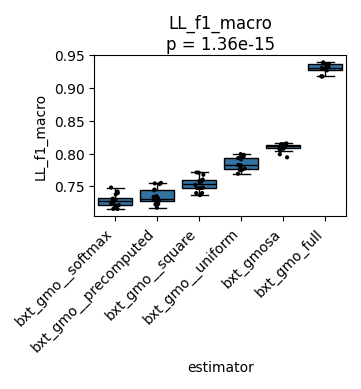 LL_f1_macro
p = 1.36e-15
LL_f1_macro
0.95
0.90
0.85
0.80
0.75
bxt_gmo__softmax
bxt_gmo__precomputed
bxt_gmo__square
bxt_gmo__uniform
bxt_gmosa
bxt_gmo_full
estimator